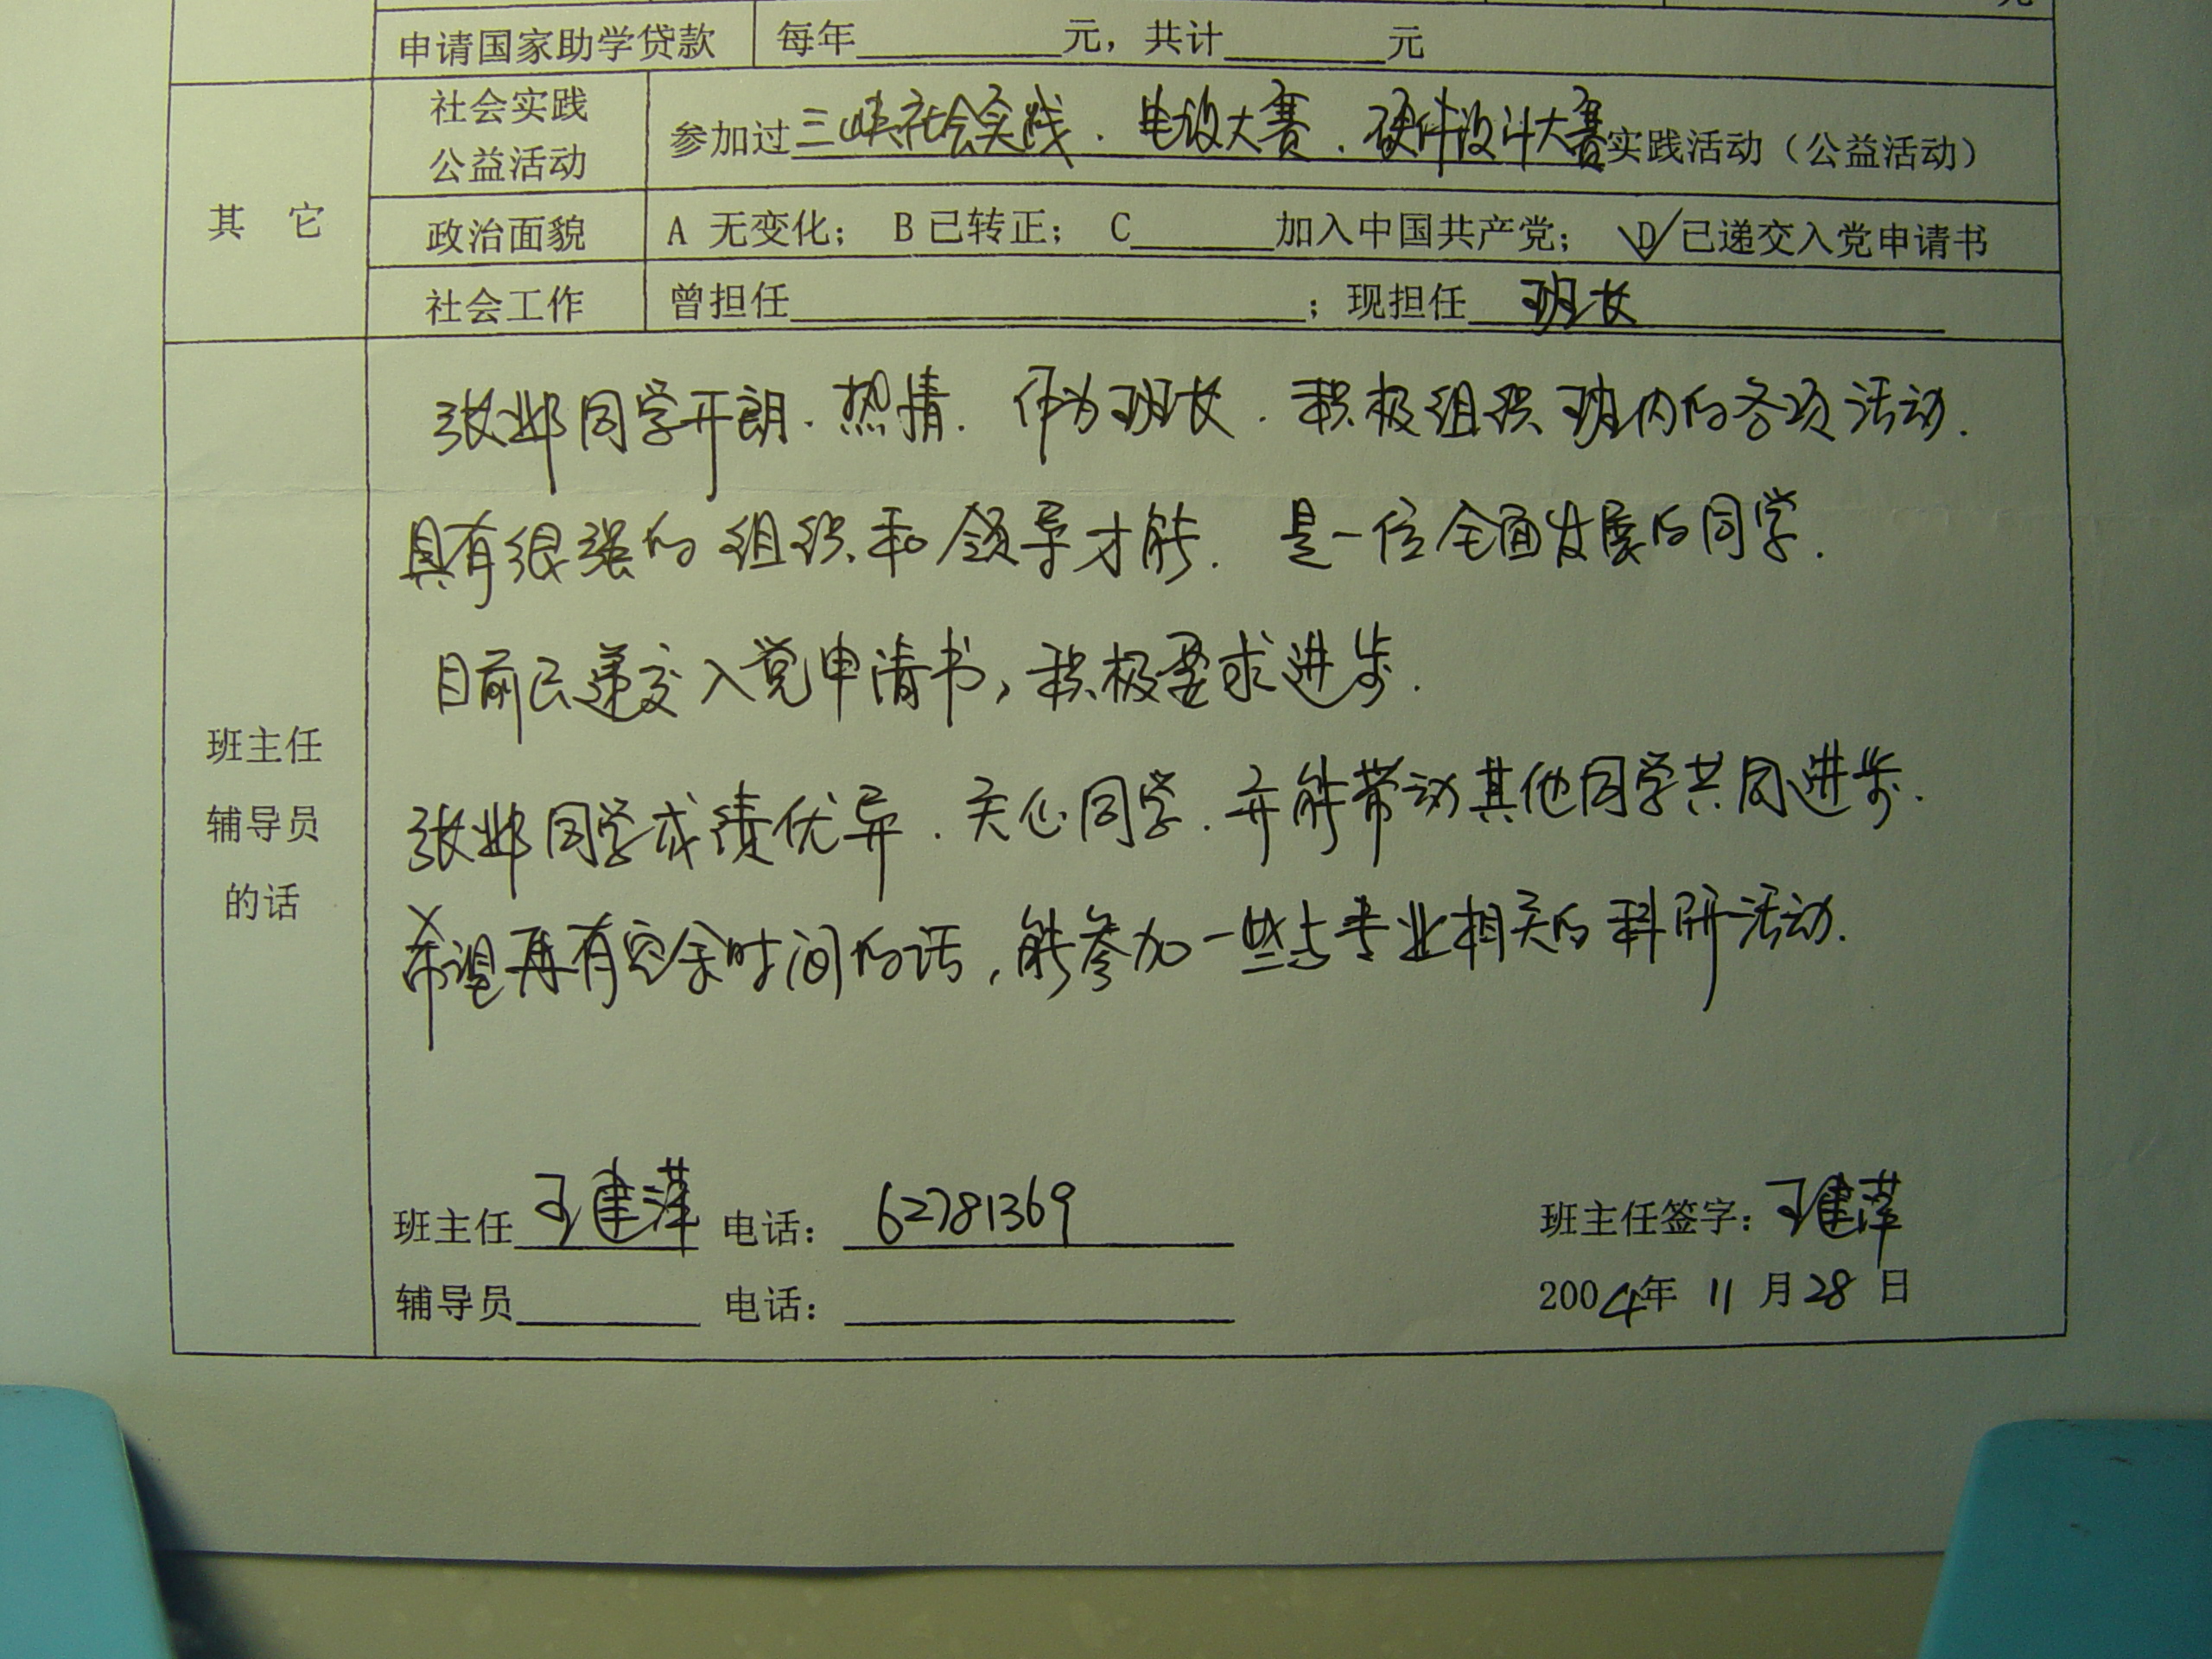 元
申请国家助学贷款 每年________元，共计________元
社会实践
公益活动
参加过三峡社会实践．电设大赛．硬件设计大赛实践活动（公益活动）
其 它
政治面貌 A 无变化； B 已转正； C______加入中国共产党； D√已递交入党申请书
社会工作 曾担任________；现担任 班长
张邺同学开朗．热情．作为班长．积极组织班内的各项活动．
具有很强的组织和领导才能．是一位全面发展的同学．
目前已递交入党申请书，积极要求进步．
张邺同学成绩优异．关心同学．并能带动其他同学共同进步．
希望再有空余时间的话，能参加一些与专业相关的科研活动．
班主任
辅导员
的话
班主任 王建萍 电话： 62781369 班主任签字：王建萍
辅导员______ 电话：________ 2004年 11 月 28 日